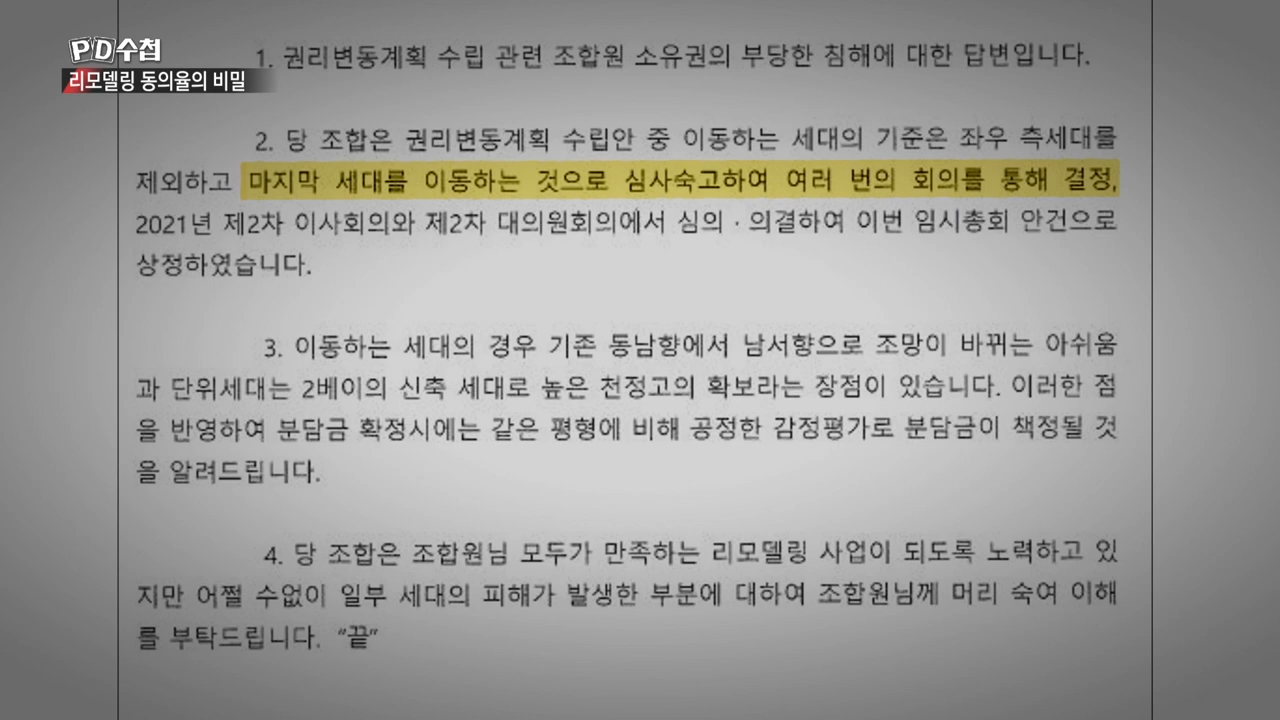 PD수첩
리모델링 동의율의 비밀
1. 권리변동계획 수립 관련 조합원 소유권의 부당한 침해에 대한 답변입니다.
2. 당 조합은 권리변동계획 수립안 중 이동하는 세대의 기준은 좌우 측세대를
제외하고 마지막 세대를 이동하는 것으로 심사숙고하여 여러 번의 회의를 통해 결정,
2021년 제2차 이사회의와 제2차 대의원회의에서 심의 · 의결하여 이번 임시총회 안건으로
상정하였습니다.
3. 이동하는 세대의 경우 기존 동남향에서 남서향으로 조망이 바뀌는 아쉬움
과 단위세대는 2베이의 신축 세대로 높은 천정고의 확보라는 장점이 있습니다. 이러한 점
을 반영하여 분담금 확정시에는 같은 평형에 비해 공정한 감정평가로 분담금이 책정될 것
을 알려드립니다.
4. 당 조합은 조합원님 모두가 만족하는 리모델링 사업이 되도록 노력하고 있
지만 어쩔 수없이 일부 세대의 피해가 발생한 부분에 대하여 조합원님께 머리 숙여 이해
를 부탁드립니다. “끝”